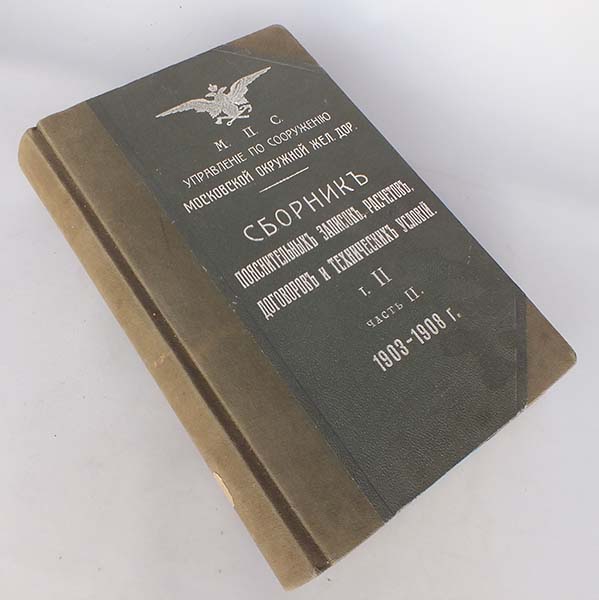 М. П. С.
УПРАВЛЕНІЕ ПО СООРУЖЕНІЮ
МОСКОВСКОЙ ОКРУЖНОЙ ЖЕЛ. ДОР.
СБОРНИКЪ
ПОЯСНИТЕЛЬНЫХЪ ЗАПИСОКЪ, РАСЧЕТОВЪ,
ДОГОВОРОВЪ И ТЕХНИЧЕСКИХЪ УСЛОВІЙ.
Т. II
ЧАСТЬ II.
1903-1908 г.